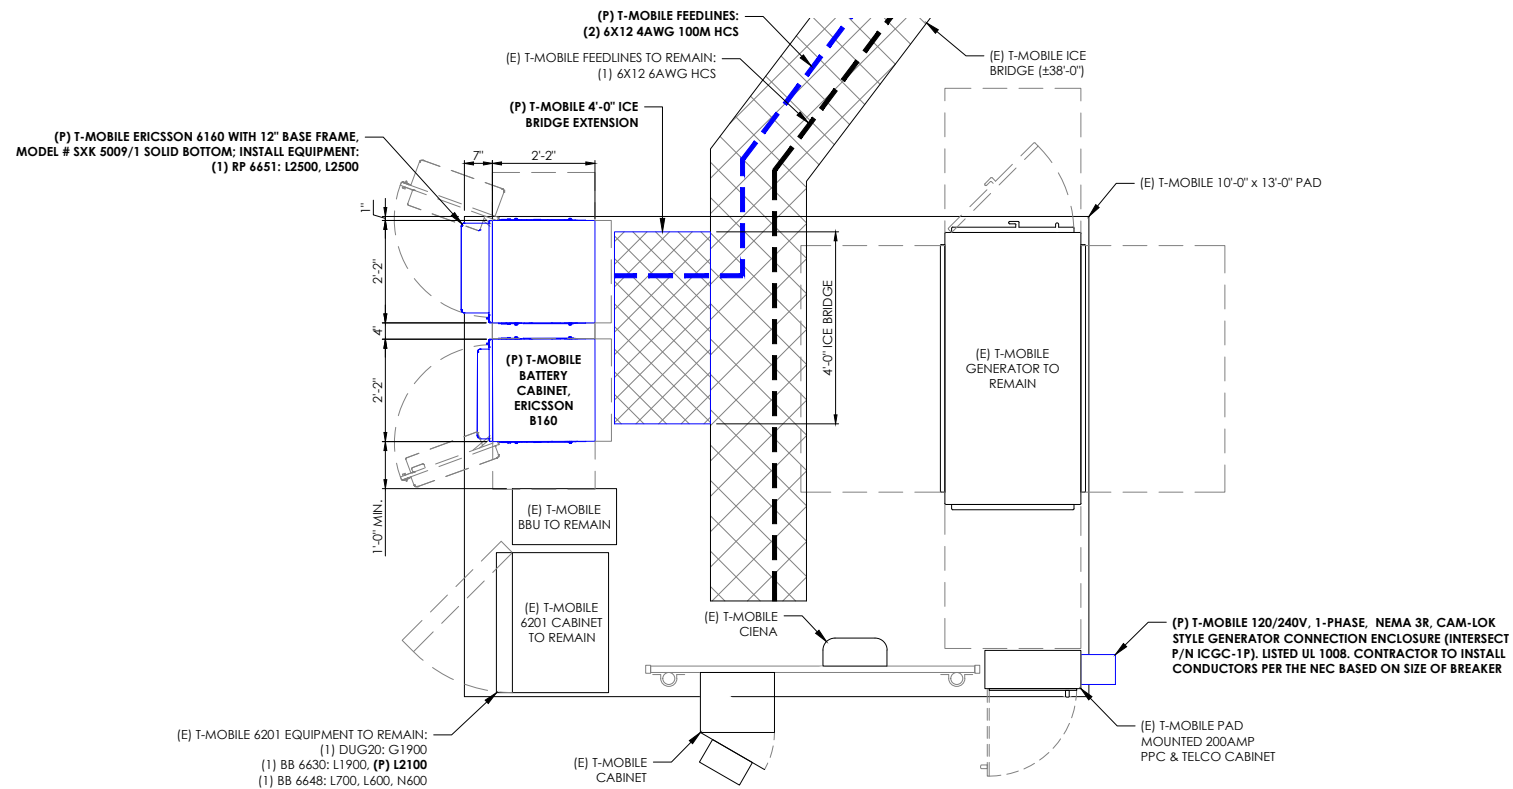 (P) T-MOBILE FEEDLINES:
(2) 6X12 4AWG 100M HCS
(E) T-MOBILE FEEDLINES TO REMAIN:
(1) 6X12 6AWG HCS
(E) T-MOBILE ICE
BRIDGE (±38'-0")
(P) T-MOBILE 4'-0" ICE
BRIDGE EXTENSION
(P) T-MOBILE ERICSSON 6160 WITH 12" BASE FRAME,
MODEL # SXK 5009/1 SOLID BOTTOM; INSTALL EQUIPMENT:
(1) RP 6651: L2500, L2500
7"
2'-2"
(E) T-MOBILE 10'-0" x 13'-0" PAD
1"
2'-2"
4"
2'-2"
1'-0" MIN.
4'-0" ICE BRIDGE
(P) T-MOBILE
BATTERY
CABINET,
ERICSSON
B160
(E) T-MOBILE
GENERATOR TO
REMAIN
(E) T-MOBILE
BBU TO REMAIN
(E) T-MOBILE
6201 CABINET
TO REMAIN
(E) T-MOBILE
CIENA
(P) T-MOBILE 120/240V, 1-PHASE, NEMA 3R, CAM-LOK
STYLE GENERATOR CONNECTION ENCLOSURE (INTERSECT
P/N ICGC-1P). LISTED UL 1008. CONTRACTOR TO INSTALL
CONDUCTORS PER THE NEC BASED ON SIZE OF BREAKER
(E) T-MOBILE 6201 EQUIPMENT TO REMAIN:
(1) DUG20: G1900
(1) BB 6630: L1900, (P) L2100
(1) BB 6648: L700, L600, N600
(E) T-MOBILE
CABINET
(E) T-MOBILE PAD
MOUNTED 200AMP
PPC & TELCO CABINET